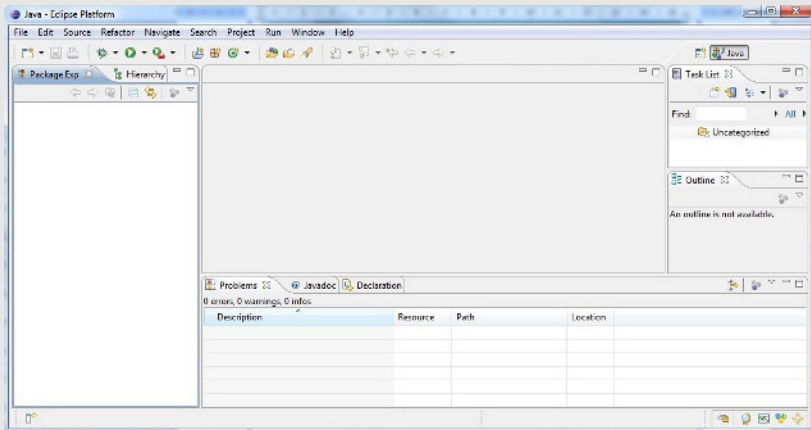 Java - Eclipse Platform
File Edit Source Refactor Navigate Search Project Run Window Help
Java
Package Exp Hierarchy
Task List
Find: All
Uncategorized
Outline
An outline is not available.
Problems Javadoc Declaration
0 errors, 0 warnings, 0 infos
Description Resource Path Location